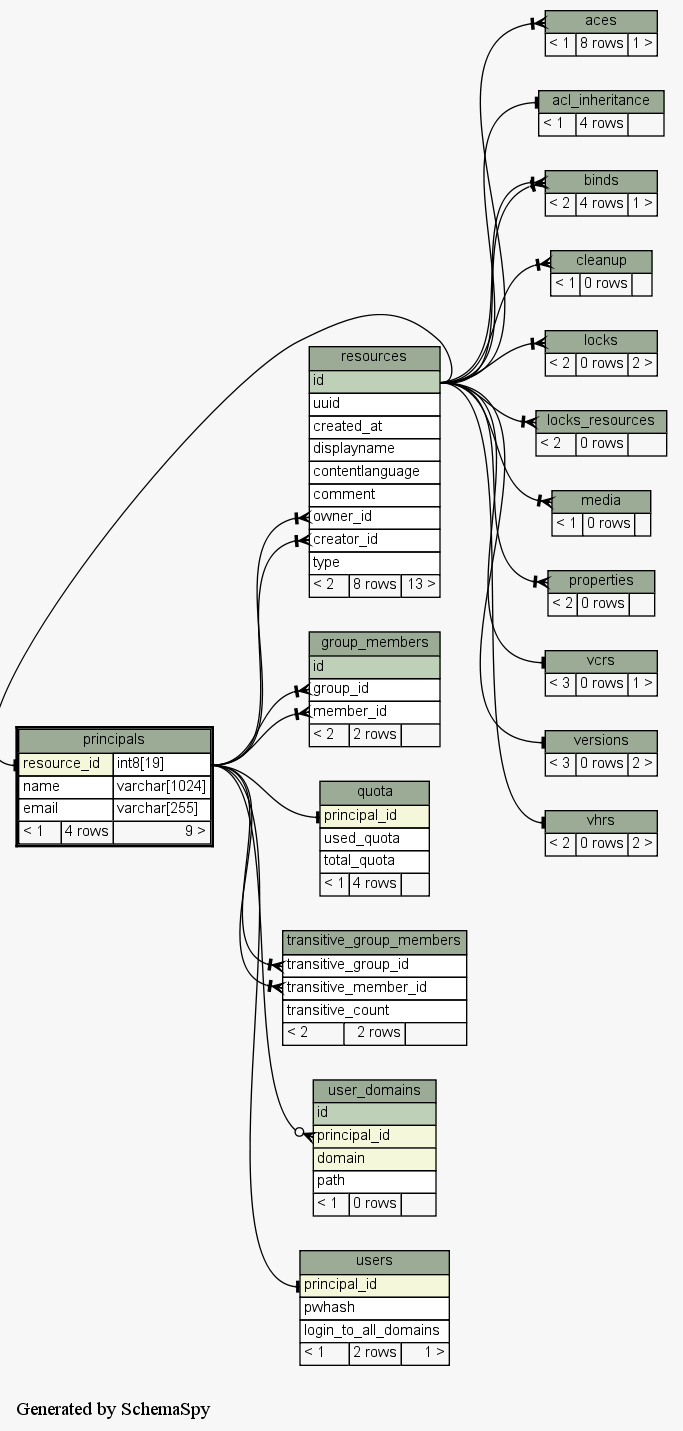 aces
< 1 8 rows 1 >
acl_inheritance
< 1 4 rows
binds
< 2 4 rows 1 >
cleanup
< 1 0 rows
locks
< 2 0 rows 2 >
locks_resources
< 2 0 rows
media
< 1 0 rows
properties
< 2 0 rows
vcrs
< 3 0 rows 1 >
versions
< 3 0 rows 2 >
vhrs
< 2 0 rows 2 >
resources
id
uuid
created_at
displayname
contentlanguage
comment
owner_id
creator_id
type
< 2 8 rows 13 >
group_members
id
group_id
member_id
< 2 2 rows
principals
resource_id int8[19]
name varchar[1024]
email varchar[255]
< 1 4 rows 9 >
quota
principal_id
used_quota
total_quota
< 1 4 rows
transitive_group_members
transitive_group_id
transitive_member_id
transitive_count
< 2 2 rows
user_domains
id
principal_id
domain
path
< 1 0 rows
users
principal_id
pwhash
login_to_all_domains
< 1 2 rows 1 >
Generated by SchemaSpy